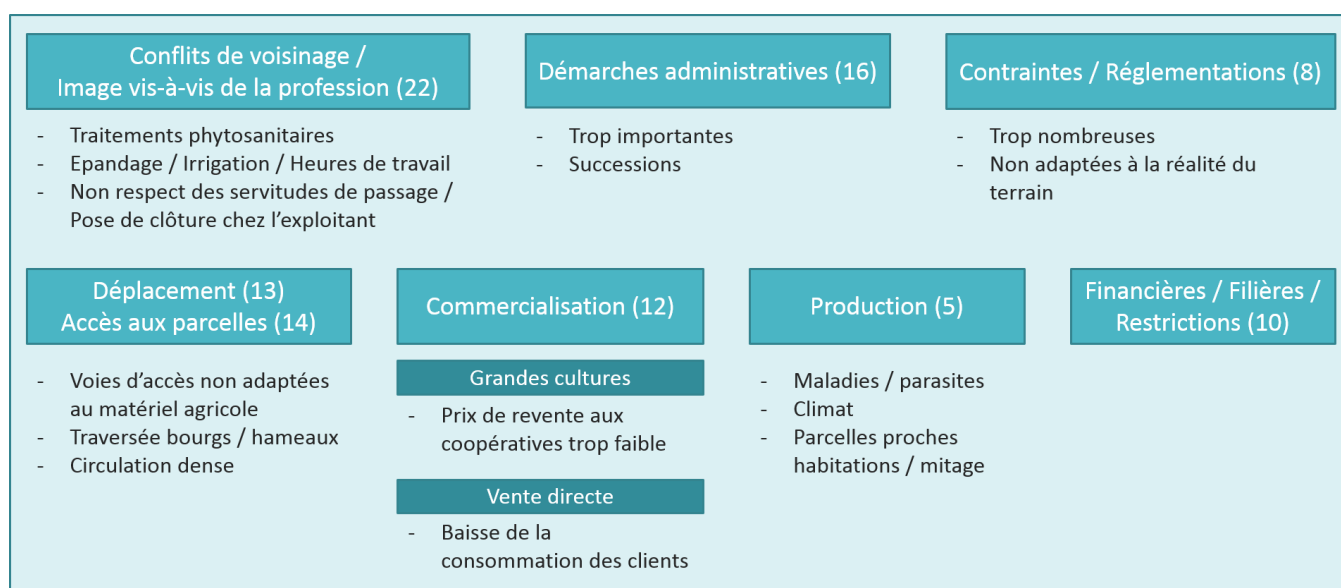 Conflits de voisinage /
Image vis-à-vis de la profession (22)
- Traitements phytosanitaires
- Epandage / Irrigation / Heures de travail
- Non respect des servitudes de passage /
Pose de clôture chez l'exploitant
Démarches administratives (16)
- Trop importantes
- Successions
Contraintes / Réglementations (8)
- Trop nombreuses
- Non adaptées à la réalité du
terrain
Déplacement (13)
Accès aux parcelles (14)
- Voies d'accès non adaptées
au matériel agricole
- Traversée bourgs / hameaux
- Circulation dense
Commercialisation (12)
Grandes cultures
- Prix de revente aux
coopératives trop faible
Vente directe
- Baisse de la
consommation des clients
Production (5)
- Maladies / parasites
- Climat
- Parcelles proches
habitations / mitage
Financières / Filières /
Restrictions (10)